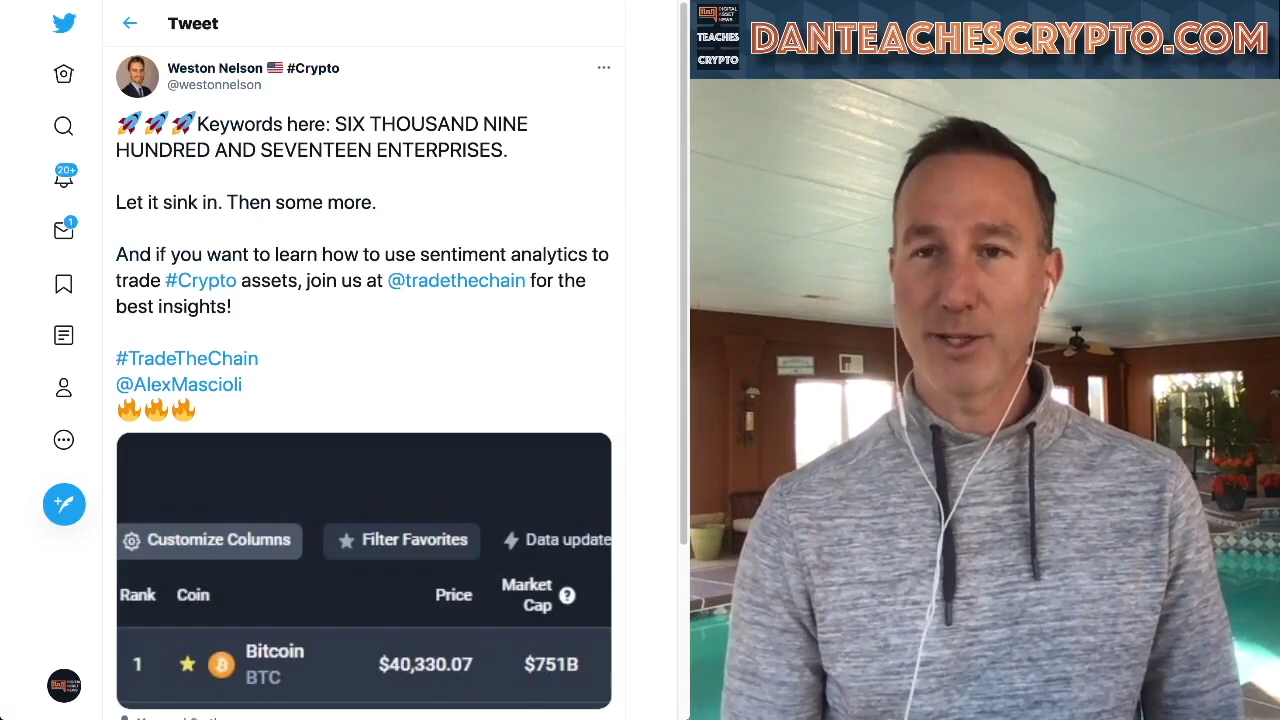 Tweet
Weston Nelson 🇺🇸 #Crypto
@westonnelson
🚀🚀🚀Keywords here: SIX THOUSAND NINE
HUNDRED AND SEVENTEEN ENTERPRISES.
Let it sink in. Then some more.
And if you want to learn how to use sentiment analytics to
trade #Crypto assets, join us at @tradethechain for the
best insights!
#TradeTheChain
@AlexMascioli
🔥🔥🔥
Customize Columns
Filter Favorites
Data update
Rank
Coin
Price
Market
Cap ?
1
Bitcoin
BTC
$40,330.07
$751B
20+
1
DIGITAL
ASSET
NEWS
TEACHES
CRYPTO
DANTEACHESCRYPTO.COM